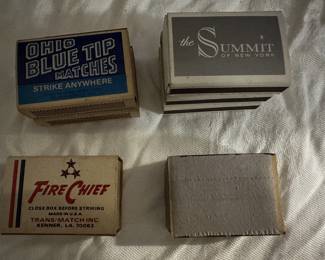 OHIO
BLUE TIP
MATCHES
STRIKE ANYWHERE
the SUMMIT
OF NEW YORK
FIRE CHIEF
CLOSE BOX BEFORE STRIKING
MADE IN U.S.A.
TRANS-MATCH INC.
KENNER, LA. 70063